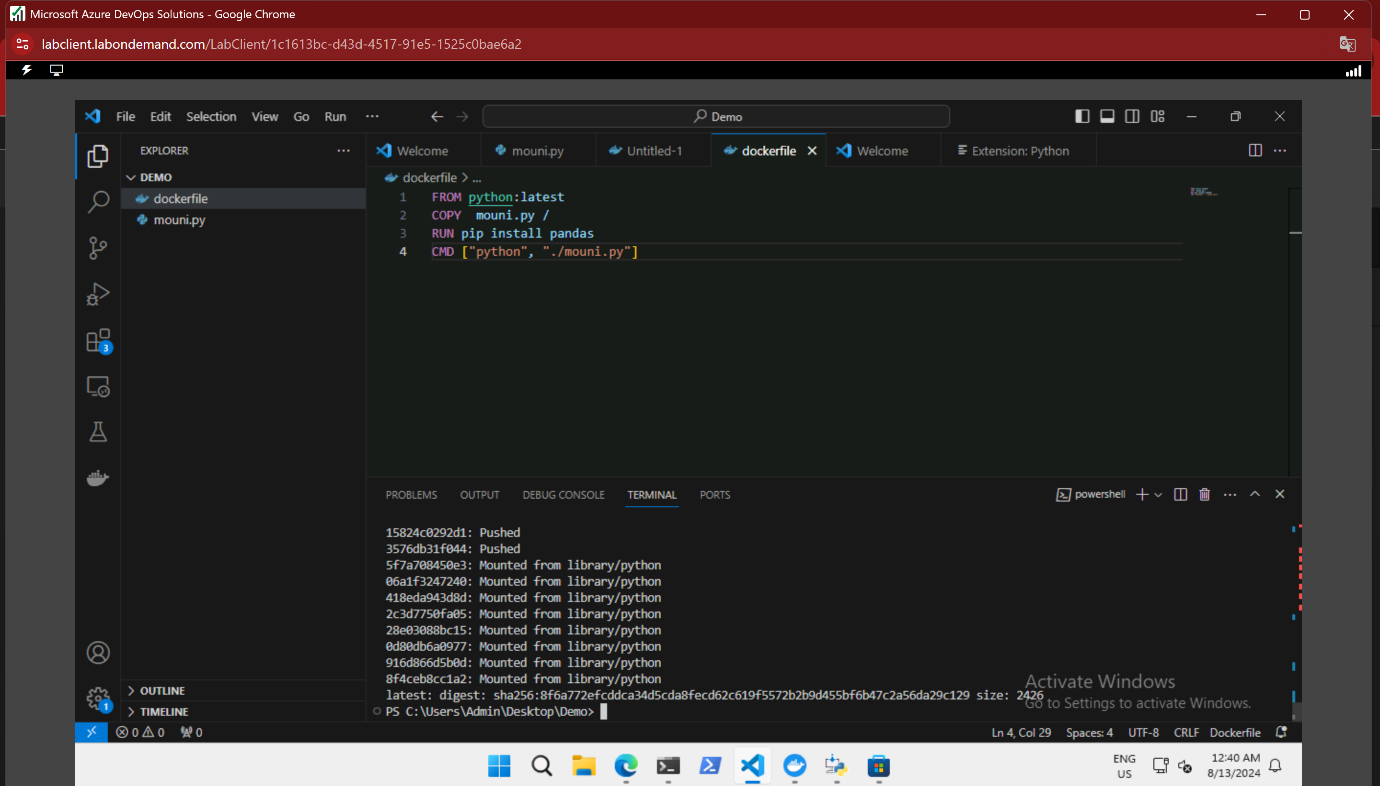 Microsoft Azure DevOps Solutions - Google Chrome
labclient.labondemand.com/LabClient/1c1613bc-d43d-4517-91e5-1525c0bae6a2
File Edit Selection View Go Run ··· Demo
EXPLORER ···
Welcome mouni.py Untitled-1 dockerfile Welcome Extension: Python ···
DEMO
dockerfile
mouni.py
dockerfile > ...
1 FROM python:latest
2 COPY  mouni.py /
3 RUN pip install pandas
4 CMD ["python", "./mouni.py"]
3
PROBLEMS OUTPUT DEBUG CONSOLE TERMINAL PORTS powershell ···
15824c0292d1: Pushed
3576db31f044: Pushed
5f7a708450e3: Mounted from library/python
06a1f3247240: Mounted from library/python
418eda943d8d: Mounted from library/python
2c3d7750fa05: Mounted from library/python
28e03088bc15: Mounted from library/python
0d80db6a0977: Mounted from library/python
916d866d5b0d: Mounted from library/python
8f4ceb8cc1a2: Mounted from library/python
latest: digest: sha256:8f6a772efcddca34d5cda8fecd62c619f5572b2b9d455bf6b47c2a56da29c129 size: 2426
PS C:\Users\Admin\Desktop\Demo>
Activate Windows
Go to Settings to activate Windows.
OUTLINE
TIMELINE
1
0 0 0 Ln 4, Col 29 Spaces: 4 UTF-8 CRLF Dockerfile
ENG
US
12:40 AM
8/13/2024